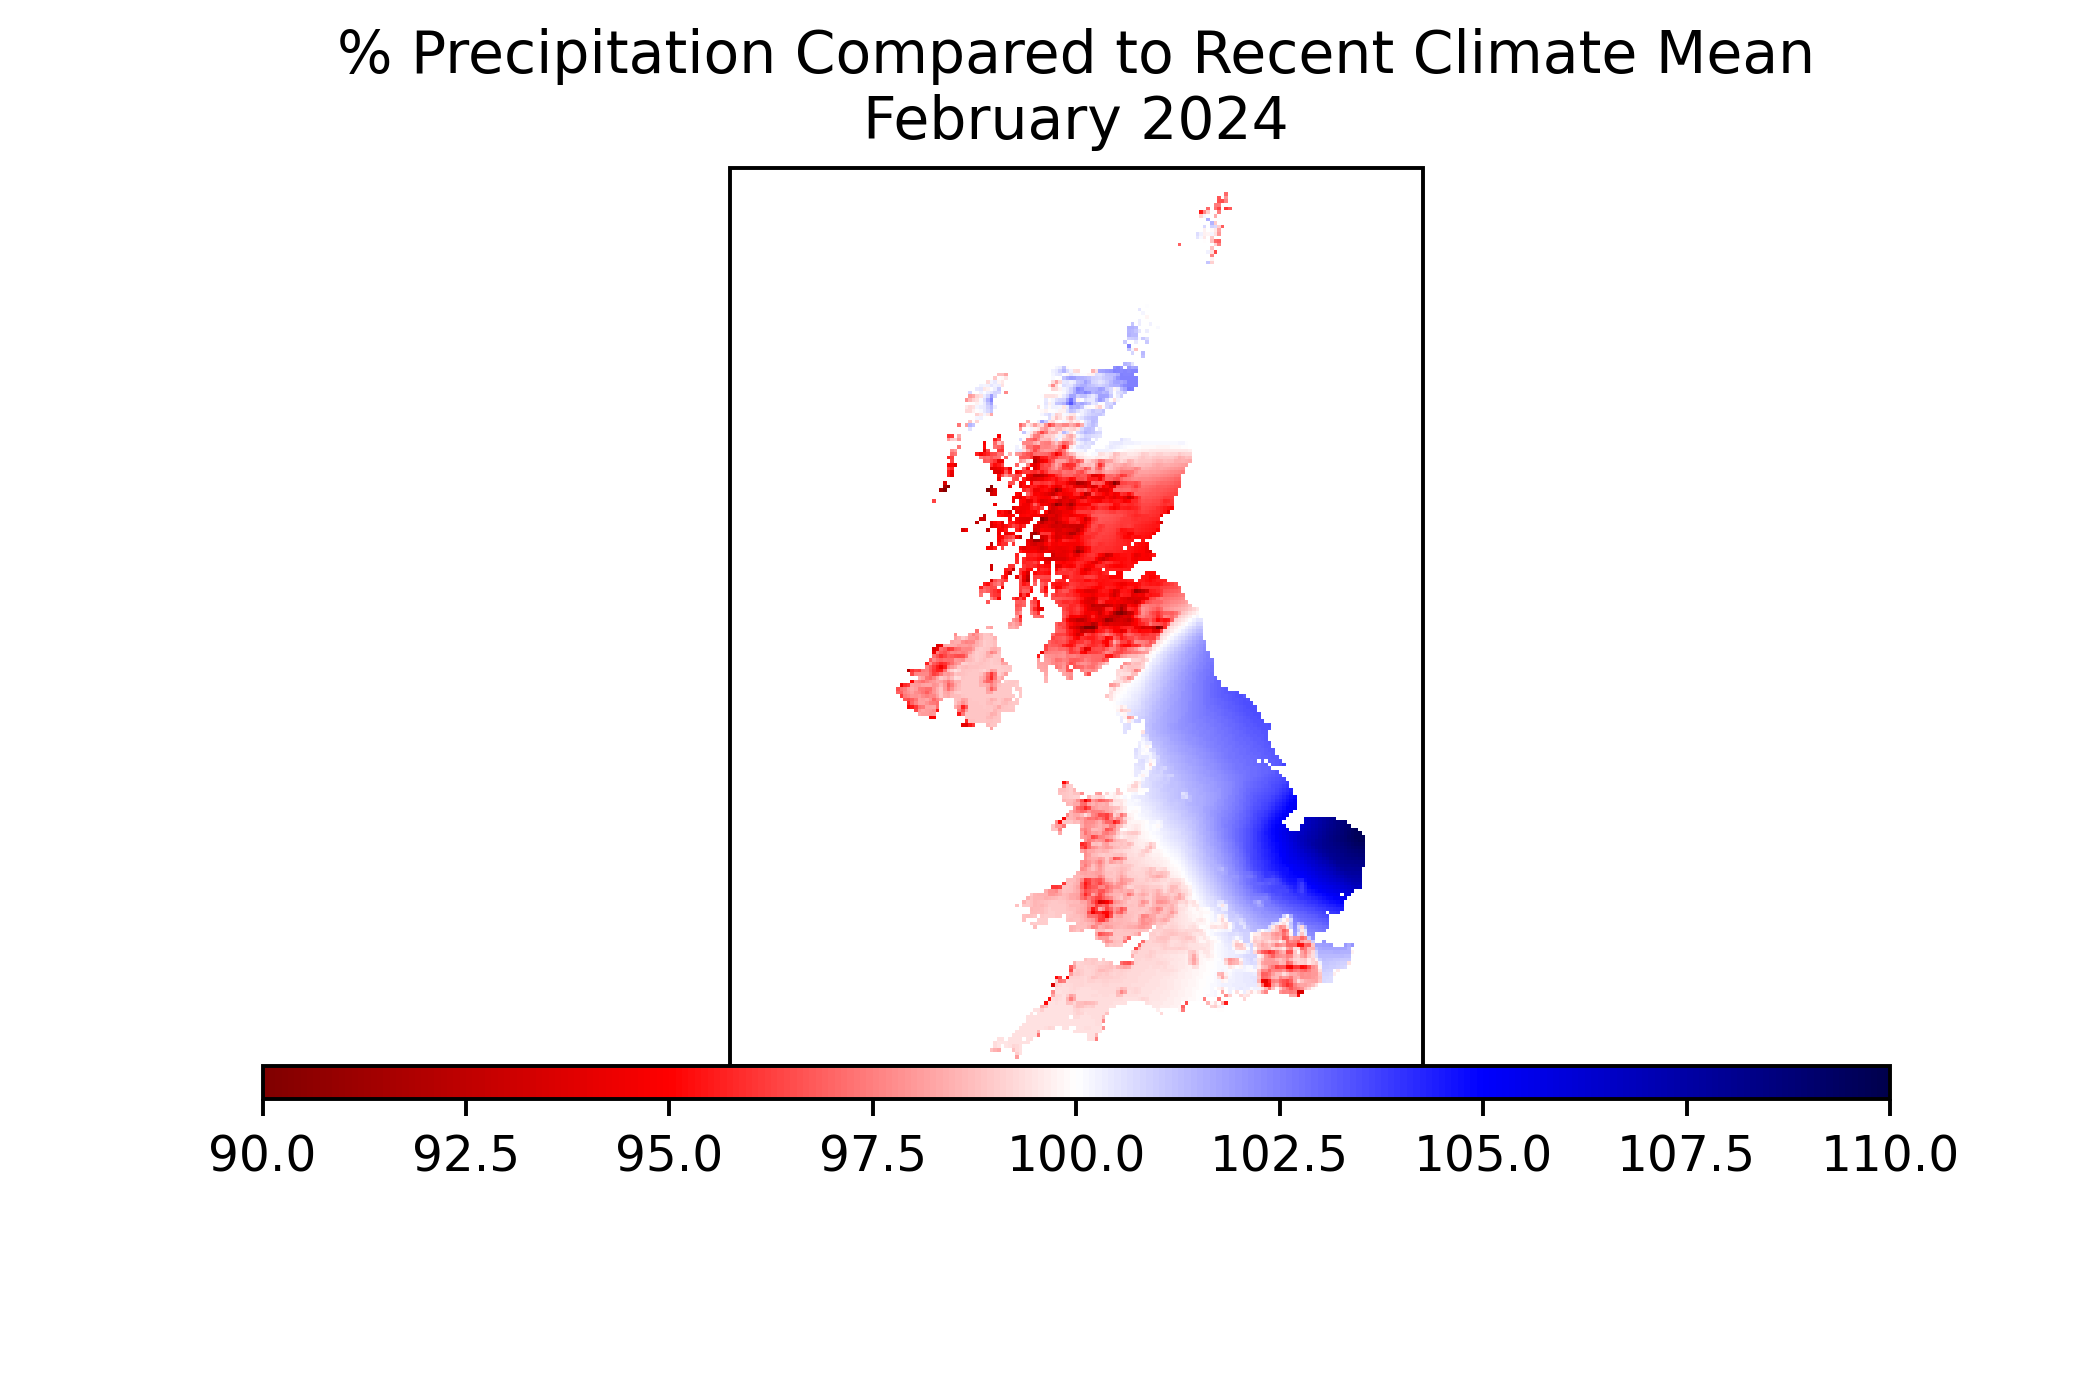 % Precipitation Compared to Recent Climate Mean
February 2024
90.0 92.5 95.0 97.5 100.0 102.5 105.0 107.5 110.0